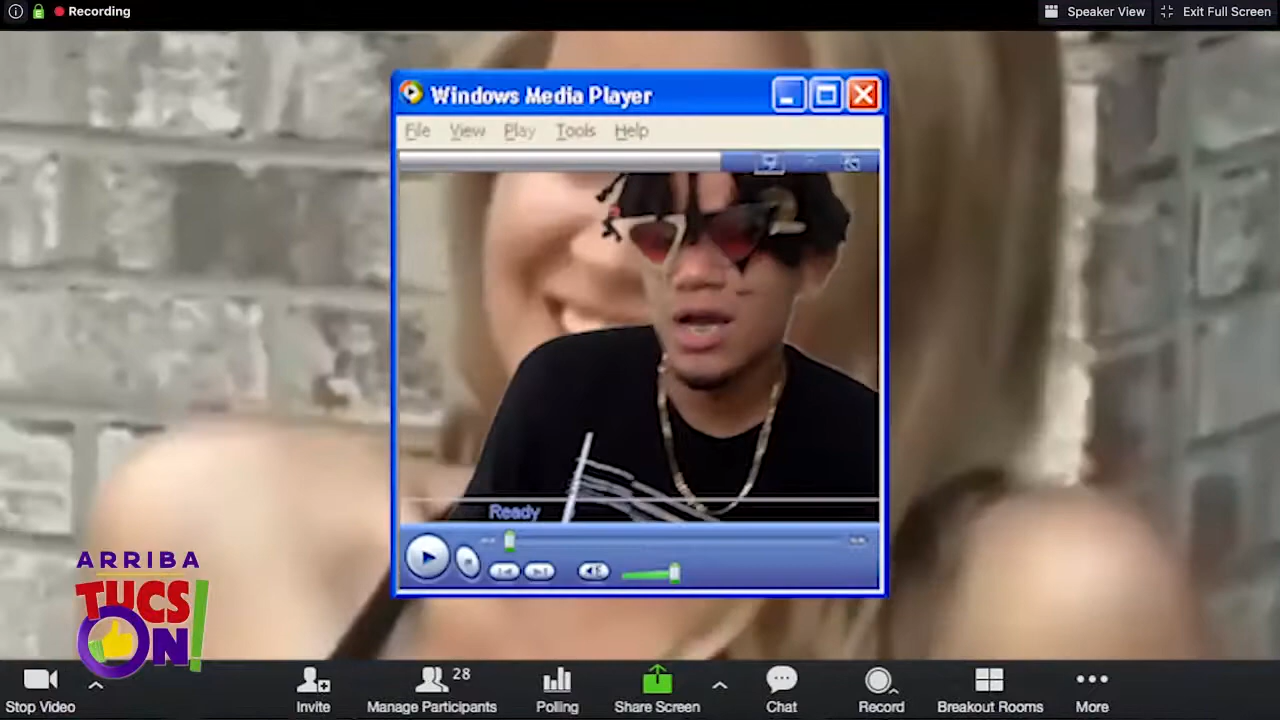 Recording
Speaker View
Exit Full Screen
Windows Media Player
File View Play Tools Help
Ready
ARRIBA
TUCS
ON!
Stop Video
Invite
28
Manage Participants
Polling
Share Screen
Chat
Record
Breakout Rooms
More